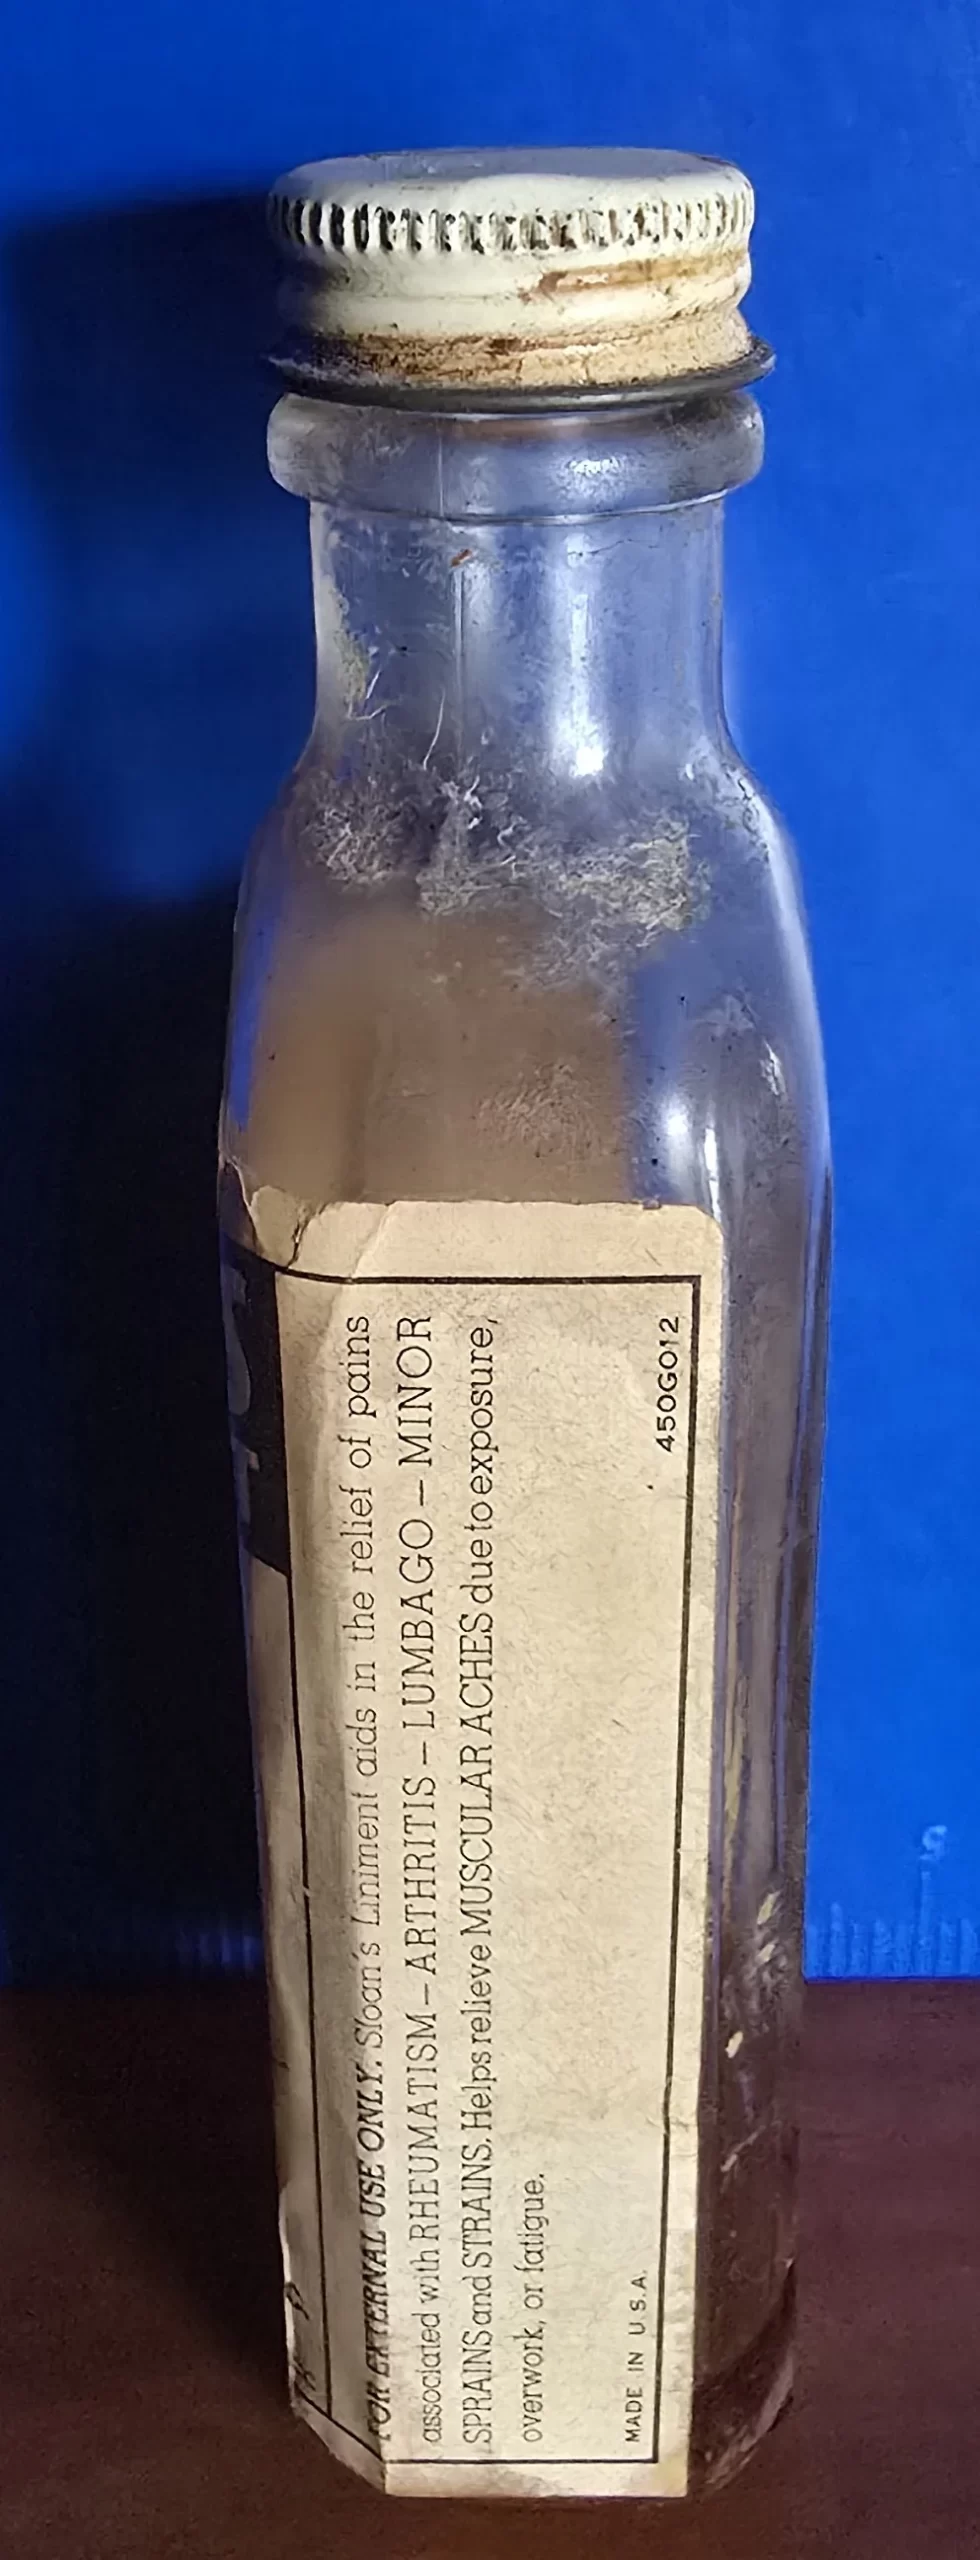 FOR EXTERNAL USE ONLY. Sloan's Liniment aids in the relief of pains
associated with RHEUMATISM – ARTHRITIS – LUMBAGO – MINOR
SPRAINS and STRAINS. Helps relieve MUSCULAR ACHES due to exposure,
overwork, or fatigue.
MADE IN U.S.A.
450G012
5